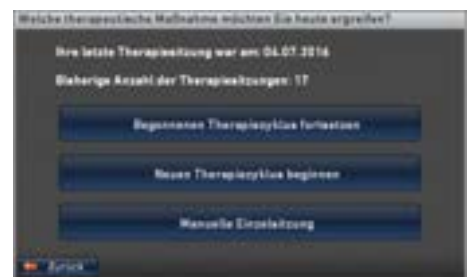 Welche therapeutische Maßnahme möchten Sie heute ergreifen?
Ihre letzte Therapiesitzung war am: 06.07.2016
Bisherige Anzahl der Therapiesitzungen: 17
Begonnenen Therapiezyklus fortsetzen
Neuen Therapiezyklus beginnen
Manuelle Einzelsitzung
Zurück